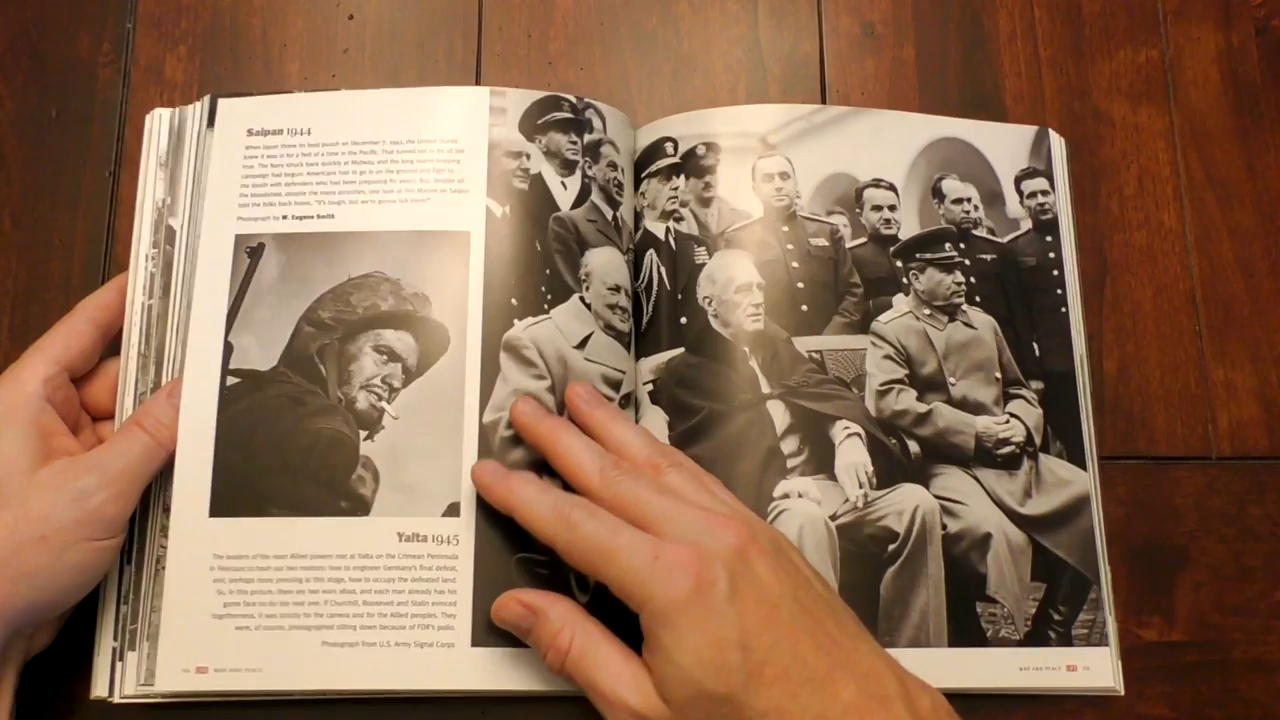 Saipan 1944
When Japan threw its best punch on December 7, 1941, the United States
knew it was in for a hell of a time in the Pacific. That turned out to be all too
true. The Navy struck back quickly at Midway, and the long island-hopping
campaign had begun. Americans had to go in on the ground and fight to
the death with defenders who had been preparing for years. But, despite all
the bloodshed, despite the many atrocities, one look at this Marine on Saipan
told the folks back home, "It's tough, but we're gonna lick them!"
Photograph by W. Eugene Smith
Yalta 1945
The leaders of the main Allied powers met at Yalta on the Crimean Peninsula
in February to hash out two matters: how to engineer Germany's final defeat,
and, perhaps more pressing at this stage, how to occupy the defeated land.
So, in this picture, there are two wars afoot, and each man already has his
game face on for the next one. If Churchill, Roosevelt and Stalin evinced
togetherness, it was strictly for the camera and for the Allied peoples. They
were, of course, photographed sitting down because of FDR's polio.
Photograph from U.S. Army Signal Corps
LIFE WAR AND PEACE
WAR AND PEACE LIFE